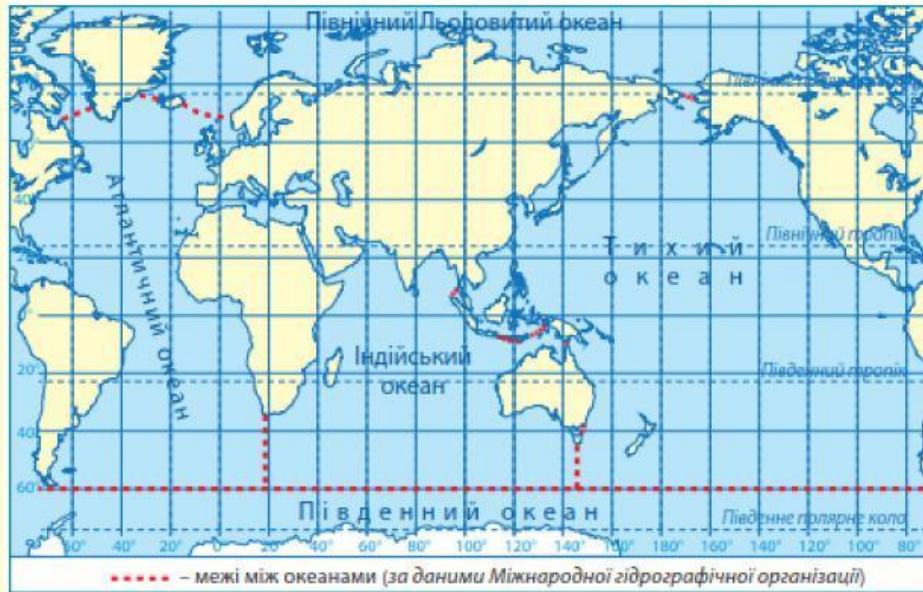 Північний Льодовитий океан
40°
Атлантичний океан
Північний тропік
Тихий
океан
0°
Індійський
океан
20°
Південний тропік
40°
60°
Південний океан
Південне полярне коло
60° 40° 20° 0 20° 40° 60° 80° 100° 120° 140° 160° 180° 160° 140° 120° 100° 80°
– межі між океанами (за даними Міжнародної гідрографічної організації)